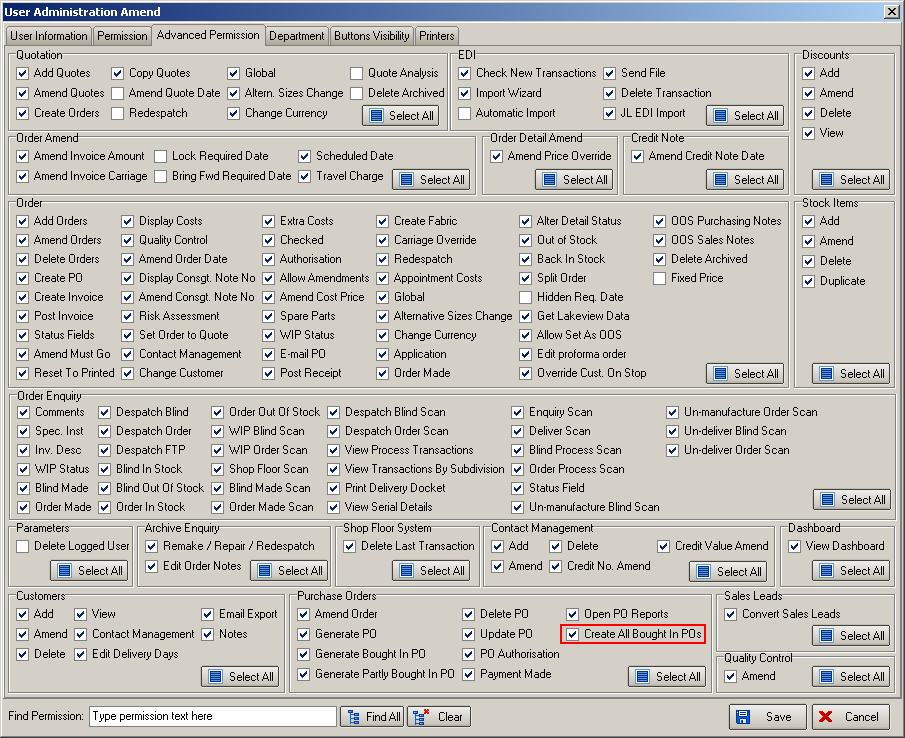 User Administration Amend
User Information Permission Advanced Permission Department Buttons Visibility Printers
Quotation
Add Quotes Copy Quotes Global Quote Analysis
Amend Quotes Amend Quote Date Altern. Sizes Change Delete Archived
Create Orders Redespatch Change Currency Select All
EDI
Check New Transactions Send File
Import Wizard Delete Transaction
Automatic Import JL EDI Import Select All
Discounts
Add
Amend
Delete
View
Select All
Order Amend
Amend Invoice Amount Lock Required Date Scheduled Date
Amend Invoice Carriage Bring Fwd Required Date Travel Charge Select All
Order Detail Amend
Amend Price Override
Select All
Credit Note
Amend Credit Note Date
Select All
Order
Add Orders Display Costs Extra Costs Create Fabric Alter Detail Status OOS Purchasing Notes
Amend Orders Quality Control Checked Carriage Override Out of Stock OOS Sales Notes
Delete Orders Amend Order Date Authorisation Redespatch Back In Stock Delete Archived
Create PO Display Consgt. Note No Allow Amendments Appointment Costs Split Order Fixed Price
Create Invoice Amend Consgt. Note No Amend Cost Price Global Hidden Req. Date
Post Invoice Risk Assessment Spare Parts Alternative Sizes Change Get Lakeview Data
Status Fields Set Order to Quote WIP Status Change Currency Allow Set As OOS
Amend Must Go Contact Management E-mail PO Application Edit proforma order
Reset To Printed Change Customer Post Receipt Order Made Override Cust. On Stop Select All
Stock Items
Add
Amend
Delete
Duplicate
Select All
Order Enquiry
Comments Despatch Blind Order Out Of Stock Despatch Blind Scan Enquiry Scan Un-manufacture Order Scan
Spec. Inst Despatch Order WIP Blind Scan Despatch Order Scan Deliver Scan Un-deliver Blind Scan
Inv. Desc Despatch FTP WIP Order Scan View Process Transactions Blind Process Scan Un-deliver Order Scan
WIP Status Blind In Stock Shop Floor Scan View Transactions By Subdivision Order Process Scan
Blind Made Blind Out Of Stock Blind Made Scan Print Delivery Docket Status Field
Order Made Order In Stock Order Made Scan View Serial Details Un-manufacture Blind Scan Select All
Parameters
Delete Logged User
Select All
Archive Enquiry
Remake / Repair / Redespatch
Edit Order Notes Select All
Shop Floor System
Delete Last Transaction
Select All
Contact Management
Add Delete Credit Value Amend
Amend Credit No. Amend Select All
Dashboard
View Dashboard
Select All
Customers
Add View Email Export
Amend Contact Management Notes
Delete Edit Delivery Days
Select All
Purchase Orders
Amend Order Delete PO Open PO Reports
Generate PO Update PO Create All Bought In POs
Generate Bought In PO PO Authorisation
Generate Partly Bought In PO Payment Made Select All
Sales Leads
Convert Sales Leads
Select All
Quality Control
Amend Select All
Find Permission: Type permission text here Find All Clear Save Cancel